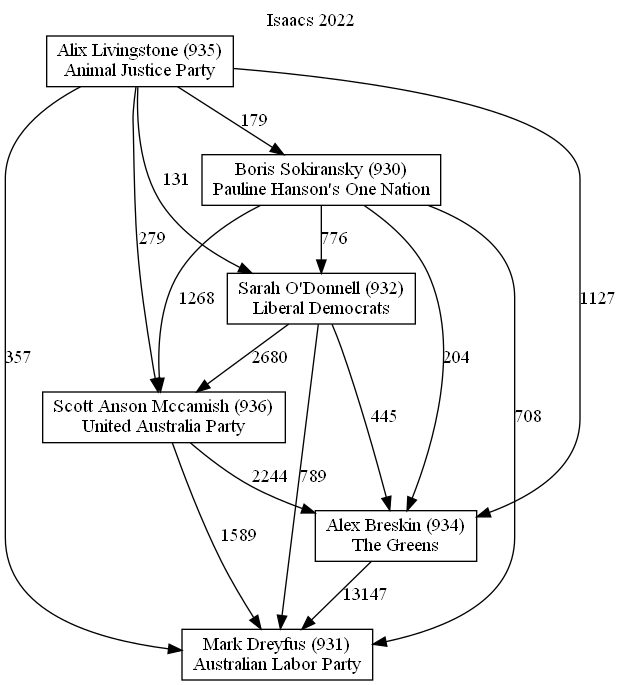 Isaacs 2022
Alix Livingstone (935)
Animal Justice Party
179
Boris Sokiransky (930)
Pauline Hanson's One Nation
131
279
776
1268
1127
Sarah O'Donnell (932)
Liberal Democrats
357
2680
204
Scott Anson Mccamish (936)
United Australia Party
445
708
2244
789
Alex Breskin (934)
The Greens
1589
13147
Mark Dreyfus (931)
Australian Labor Party